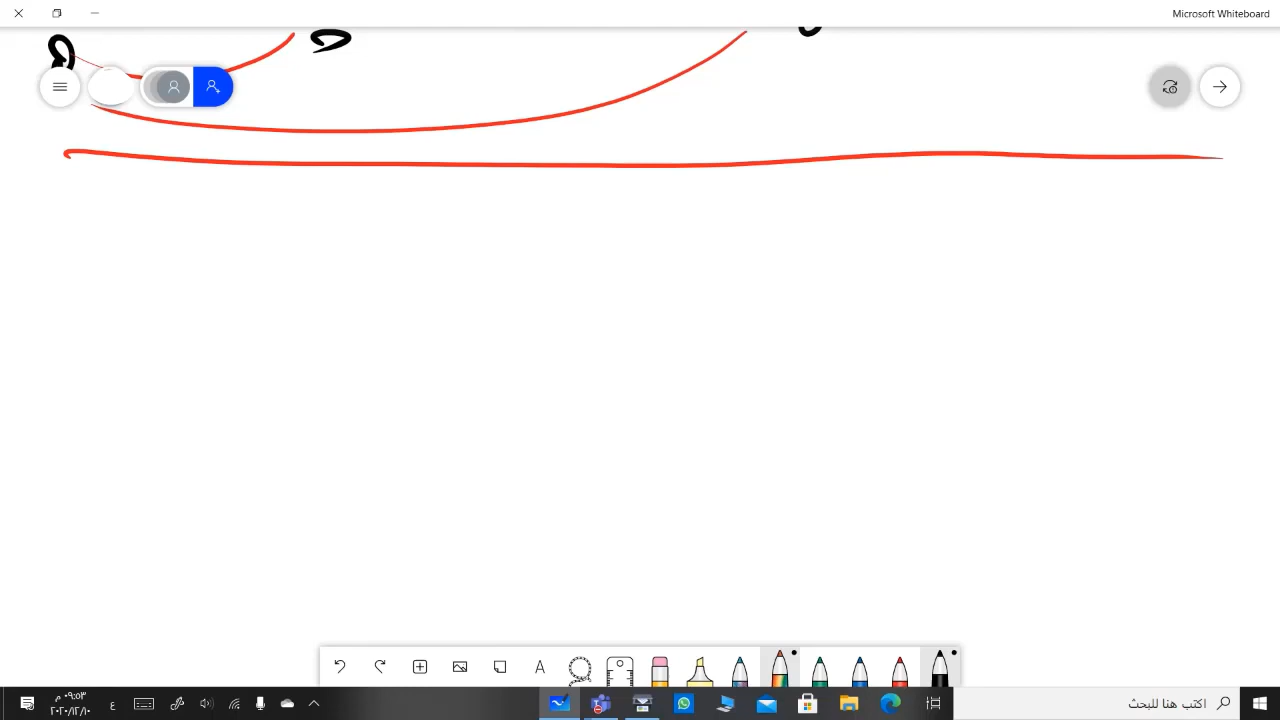 Microsoft Whiteboard
A
٠٩:٥٣ م
٢٠٢٠/١٢/١٠
ع
اكتب هنا للبحث